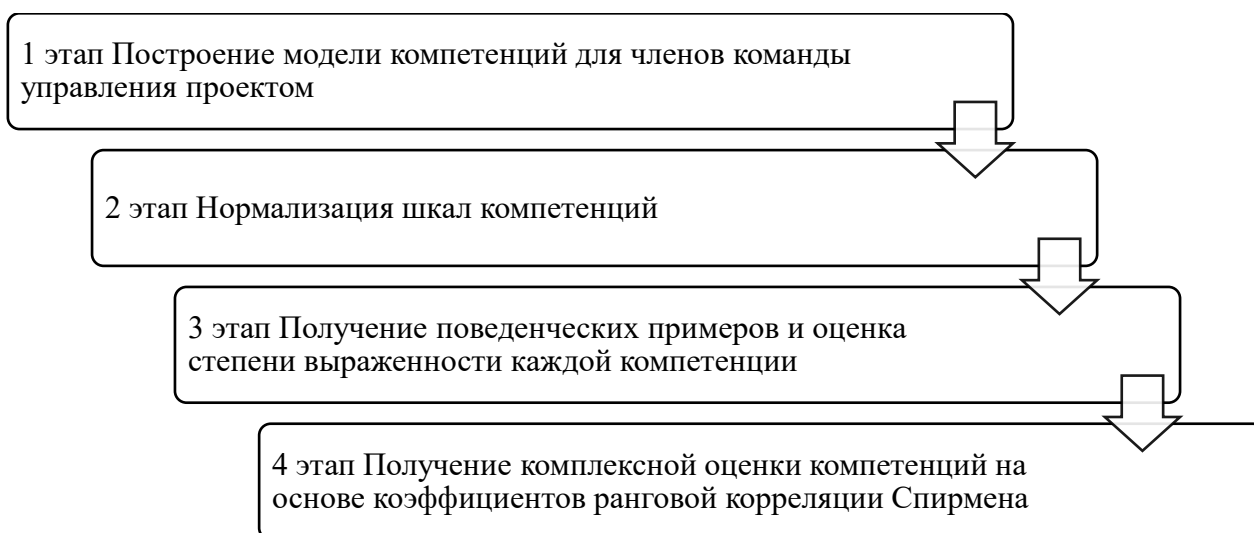 1 этап Построение модели компетенций для членов команды
управления проектом
2 этап Нормализация шкал компетенций
3 этап Получение поведенческих примеров и оценка
степени выраженности каждой компетенции
4 этап Получение комплексной оценки компетенций на
основе коэффициентов ранговой корреляции Спирмена